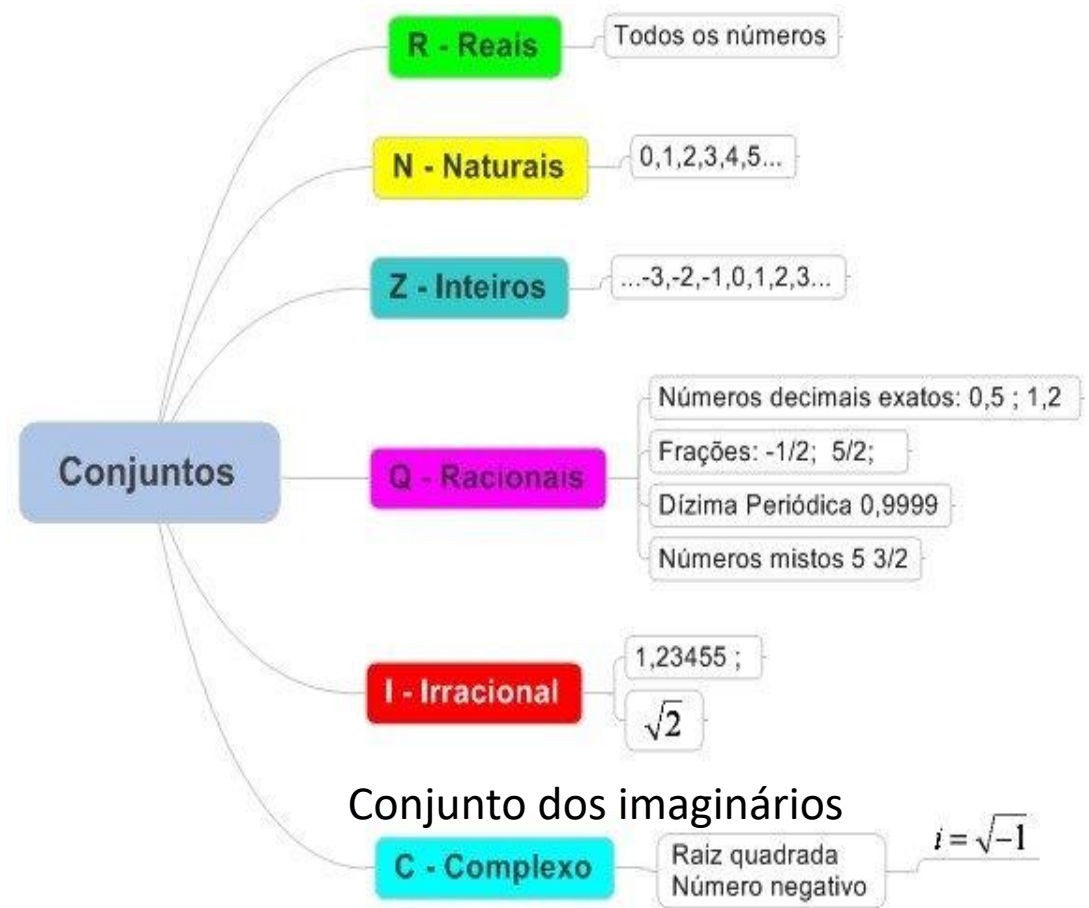 R - Reais
Todos os números
N - Naturais
0,1,2,3,4,5...
Z - Inteiros
...-3,-2,-1,0,1,2,3...
Conjuntos
Q - Racionais
Números decimais exatos: 0,5 ; 1,2
Frações: -1/2;  5/2;
Dízima Periódica 0,9999
Números mistos 5 3/2
I - Irracional
1,23455 ;
√2
Conjunto dos imaginários
C - Complexo
Raiz quadrada
Número negativo
i = √-1